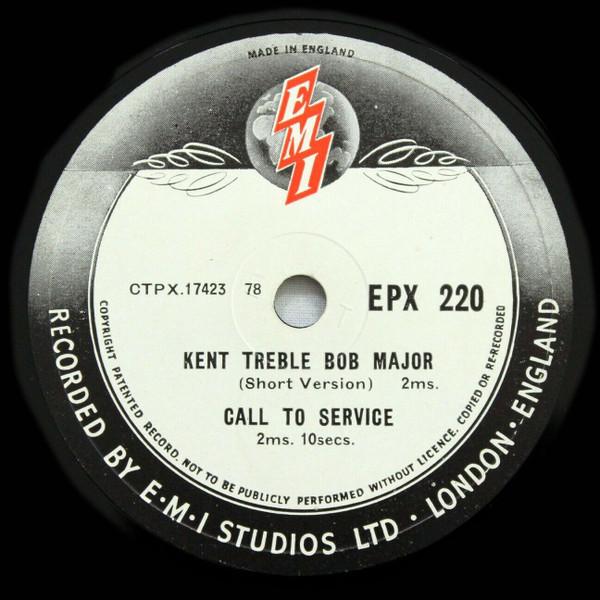 MADE IN ENGLAND
EMI
CTPX.17423 78
EPX 220
KENT TREBLE BOB MAJOR
(Short Version) 2ms.
CALL TO SERVICE
2ms. 10secs.
COPYRIGHT PATENTED RECORD. NOT TO BE PUBLICLY PERFORMED WITHOUT LICENCE. COPIED OR RE-RECORDED
RECORDED BY E·M·I STUDIOS LTD · LONDON · ENGLAND